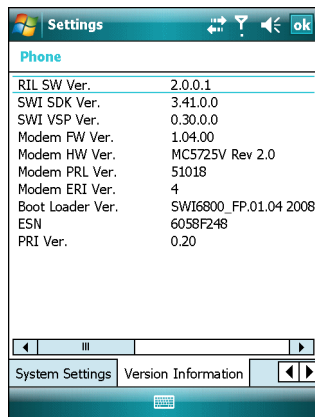 Settings ok
Phone
RIL SW Ver. 2.0.0.1
SWI SDK Ver. 3.41.0.0
SWI VSP Ver. 0.30.0.0
Modem FW Ver. 1.04.00
Modem HW Ver. MC5725V Rev 2.0
Modem PRL Ver. 51018
Modem ERI Ver. 4
Boot Loader Ver. SWI6800_FP.01.04 2008
ESN 6058F248
PRI Ver. 0.20
System Settings Version Information